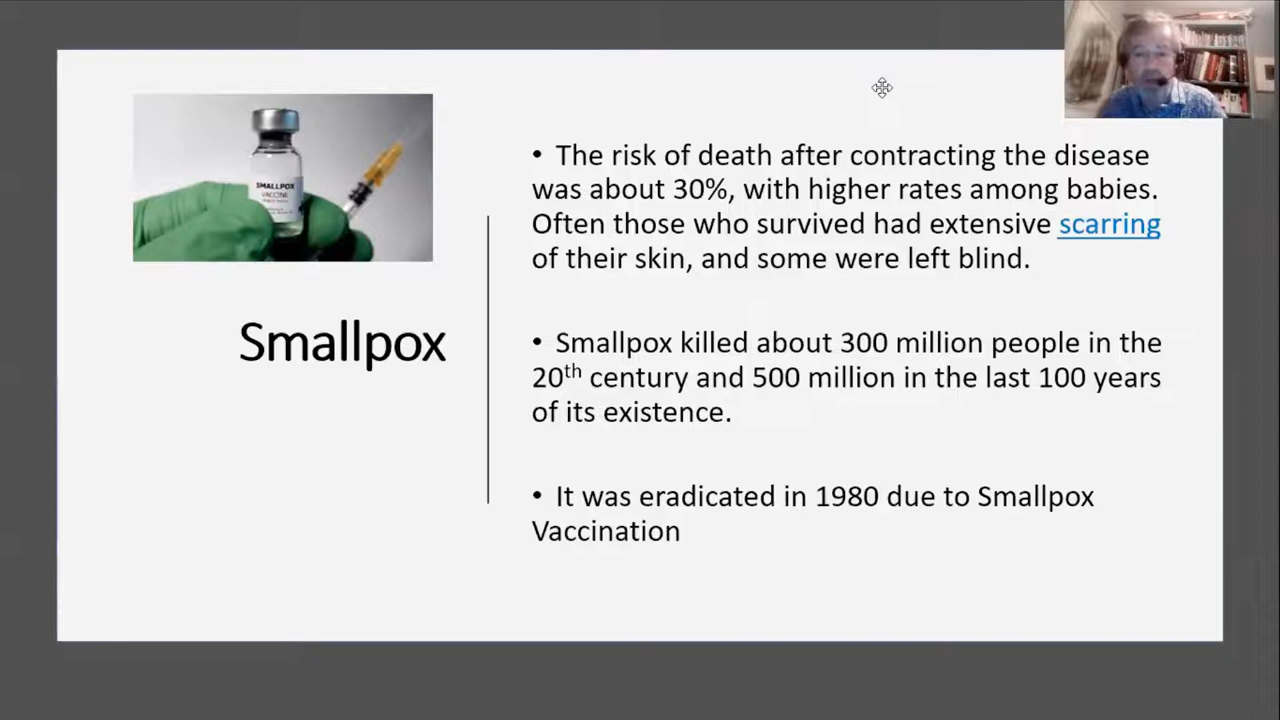 SMALLPOX
VACCINE
Smallpox
• The risk of death after contracting the disease
was about 30%, with higher rates among babies.
Often those who survived had extensive scarring
of their skin, and some were left blind.
• Smallpox killed about 300 million people in the
20th century and 500 million in the last 100 years
of its existence.
• It was eradicated in 1980 due to Smallpox
Vaccination